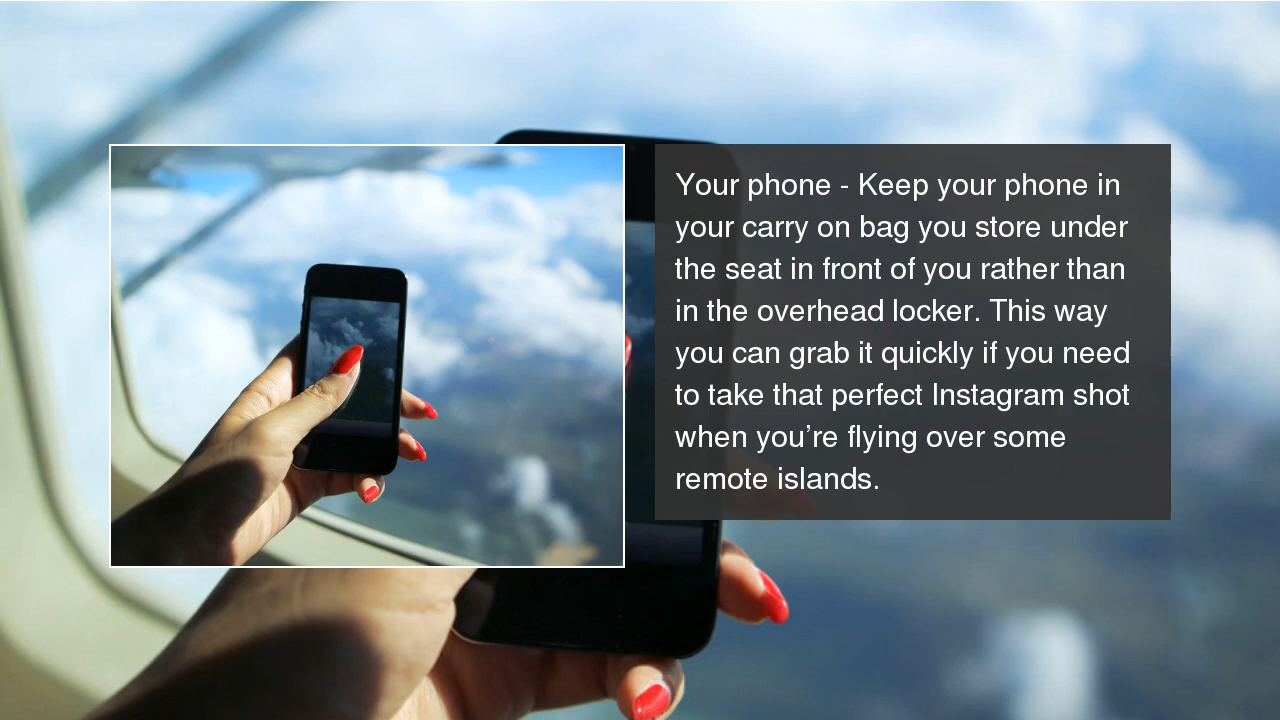 Your phone - Keep your phone in
your carry on bag you store under
the seat in front of you rather than
in the overhead locker. This way
you can grab it quickly if you need
to take that perfect Instagram shot
when you’re flying over some
remote islands.